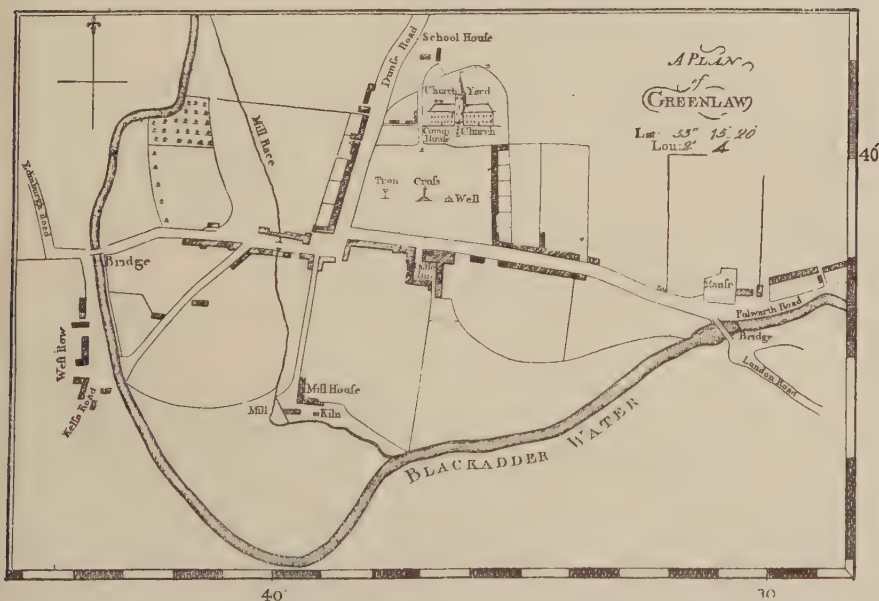 A PLAN
of
GREENLAW
Lat: 55° 15. 20
Lon: 2° 4
School House
Dunse Road
Church Yard
House
Church
Mill Race
Tron
Cross
Well
40'
Edinburgh Road
Bridge
Manse
Polwarth Road
Bridge
London Road
West Row
Kelso Road
Mill House
Mill
Kiln
BLACKADDER WATER
40'
30